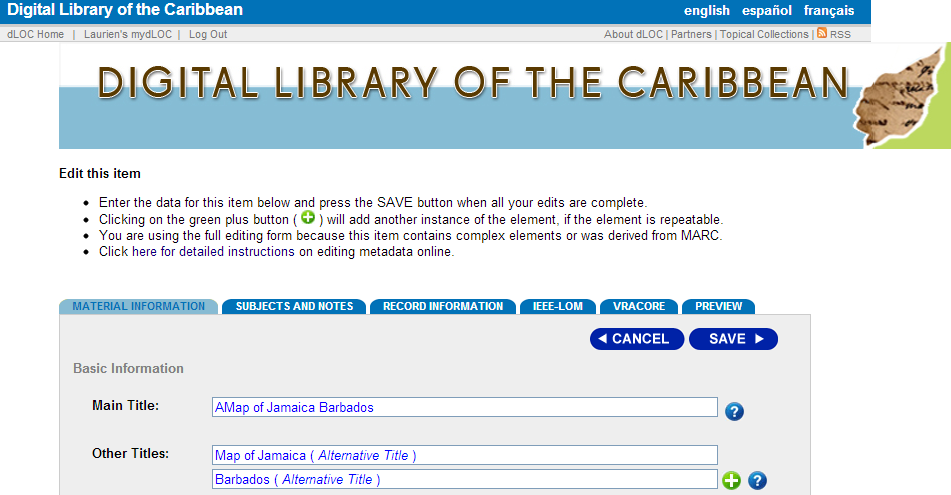 Digital Library of the Caribbean english español français
dLOC Home | Laurien's mydLOC | Log Out About dLOC | Partners | Topical Collections | RSS
DIGITAL LIBRARY OF THE CARIBBEAN
Edit this item
• Enter the data for this item below and press the SAVE button when all your edits are complete.
• Clicking on the green plus button ( + ) will add another instance of the element, if the element is repeatable.
• You are using the full editing form because this item contains complex elements or was derived from MARC.
• Click here for detailed instructions on editing metadata online.
MATERIAL INFORMATION SUBJECTS AND NOTES RECORD INFORMATION IEEE-LOM VRACORE PREVIEW
CANCEL SAVE
Basic Information
Main Title: AMap of Jamaica Barbados ?
Other Titles: Map of Jamaica ( Alternative Title )
Barbados ( Alternative Title ) + ?